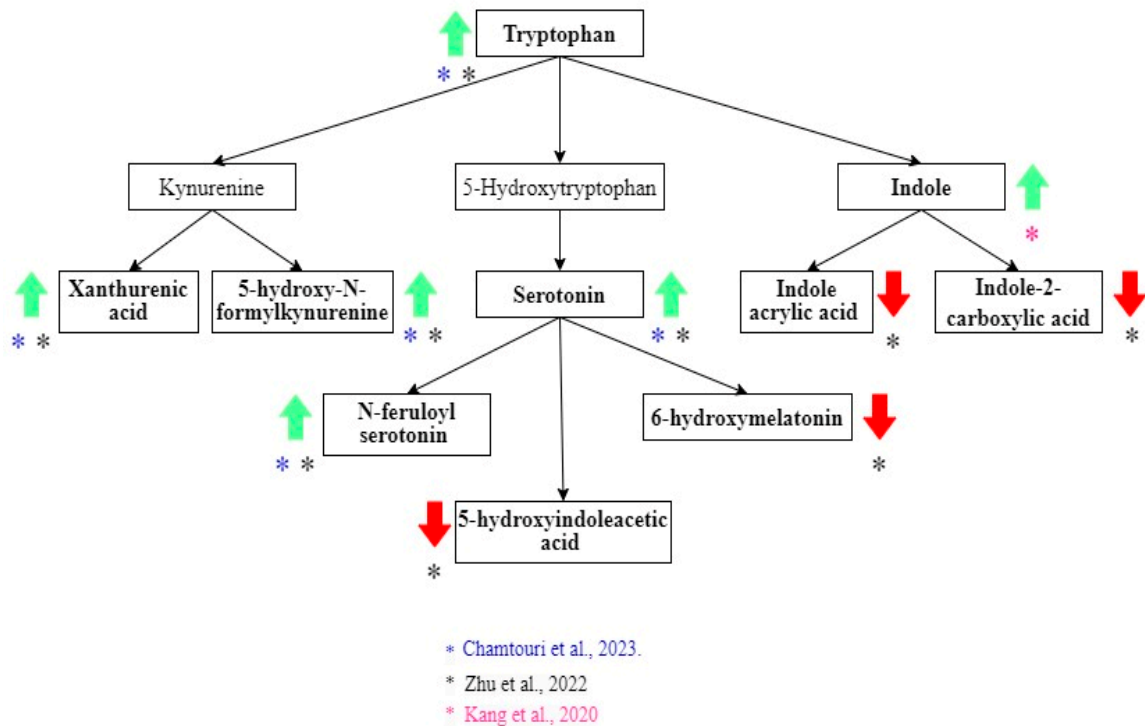 Tryptophan
* *
Kynurenine
5-Hydroxytryptophan
Indole
*
Xanthurenic
acid
* *
5-hydroxy-N-
formylkynurenine
* *
Serotonin
* *
Indole
acrylic acid
*
Indole-2-
carboxylic acid
*
N-feruloyl
serotonin
* *
6-hydroxymelatonin
*
5-hydroxyindoleacetic
acid
*
* Chamtouri et al., 2023.
* Zhu et al., 2022
* Kang et al., 2020